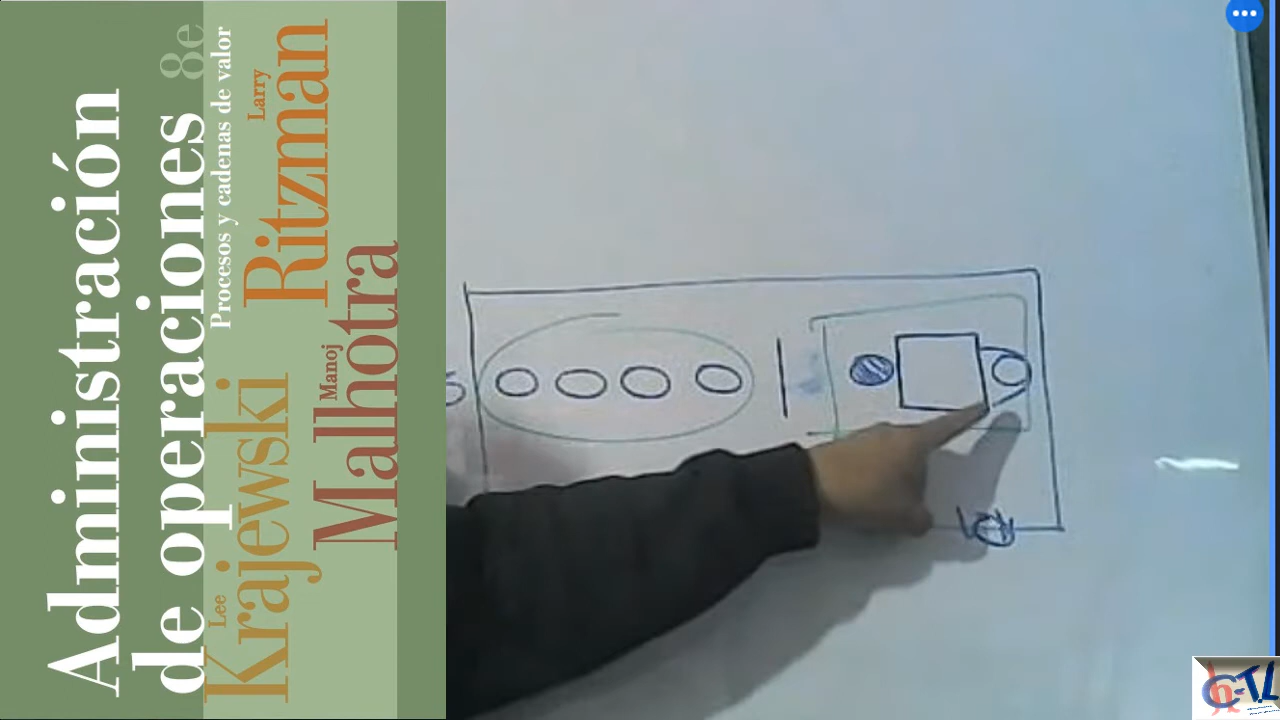 Administración
de operaciones 8e
Procesos y cadenas de valor
Lee
Krajewski
Larry
Ritzman
Manoj
Malhotra